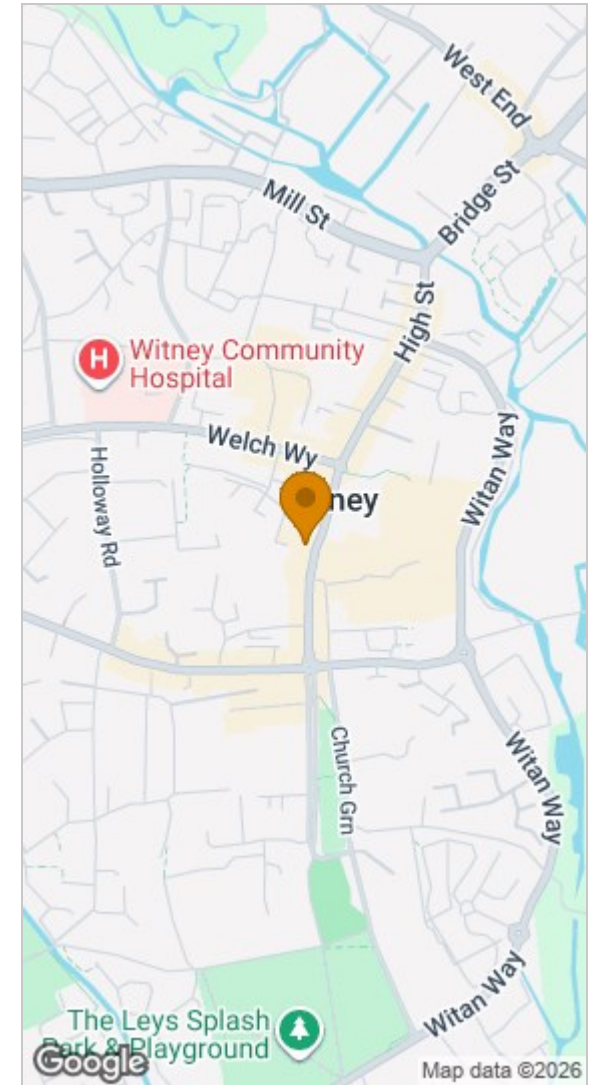 West End
Bridge St
Mill St
High St
Witney Community
Hospital
Welch Wy
Witan Way
Holloway Rd
ney
Church Grn
Witan Way
The Leys Splash
Park & Playground
Witan Way
Google
Map data ©2026